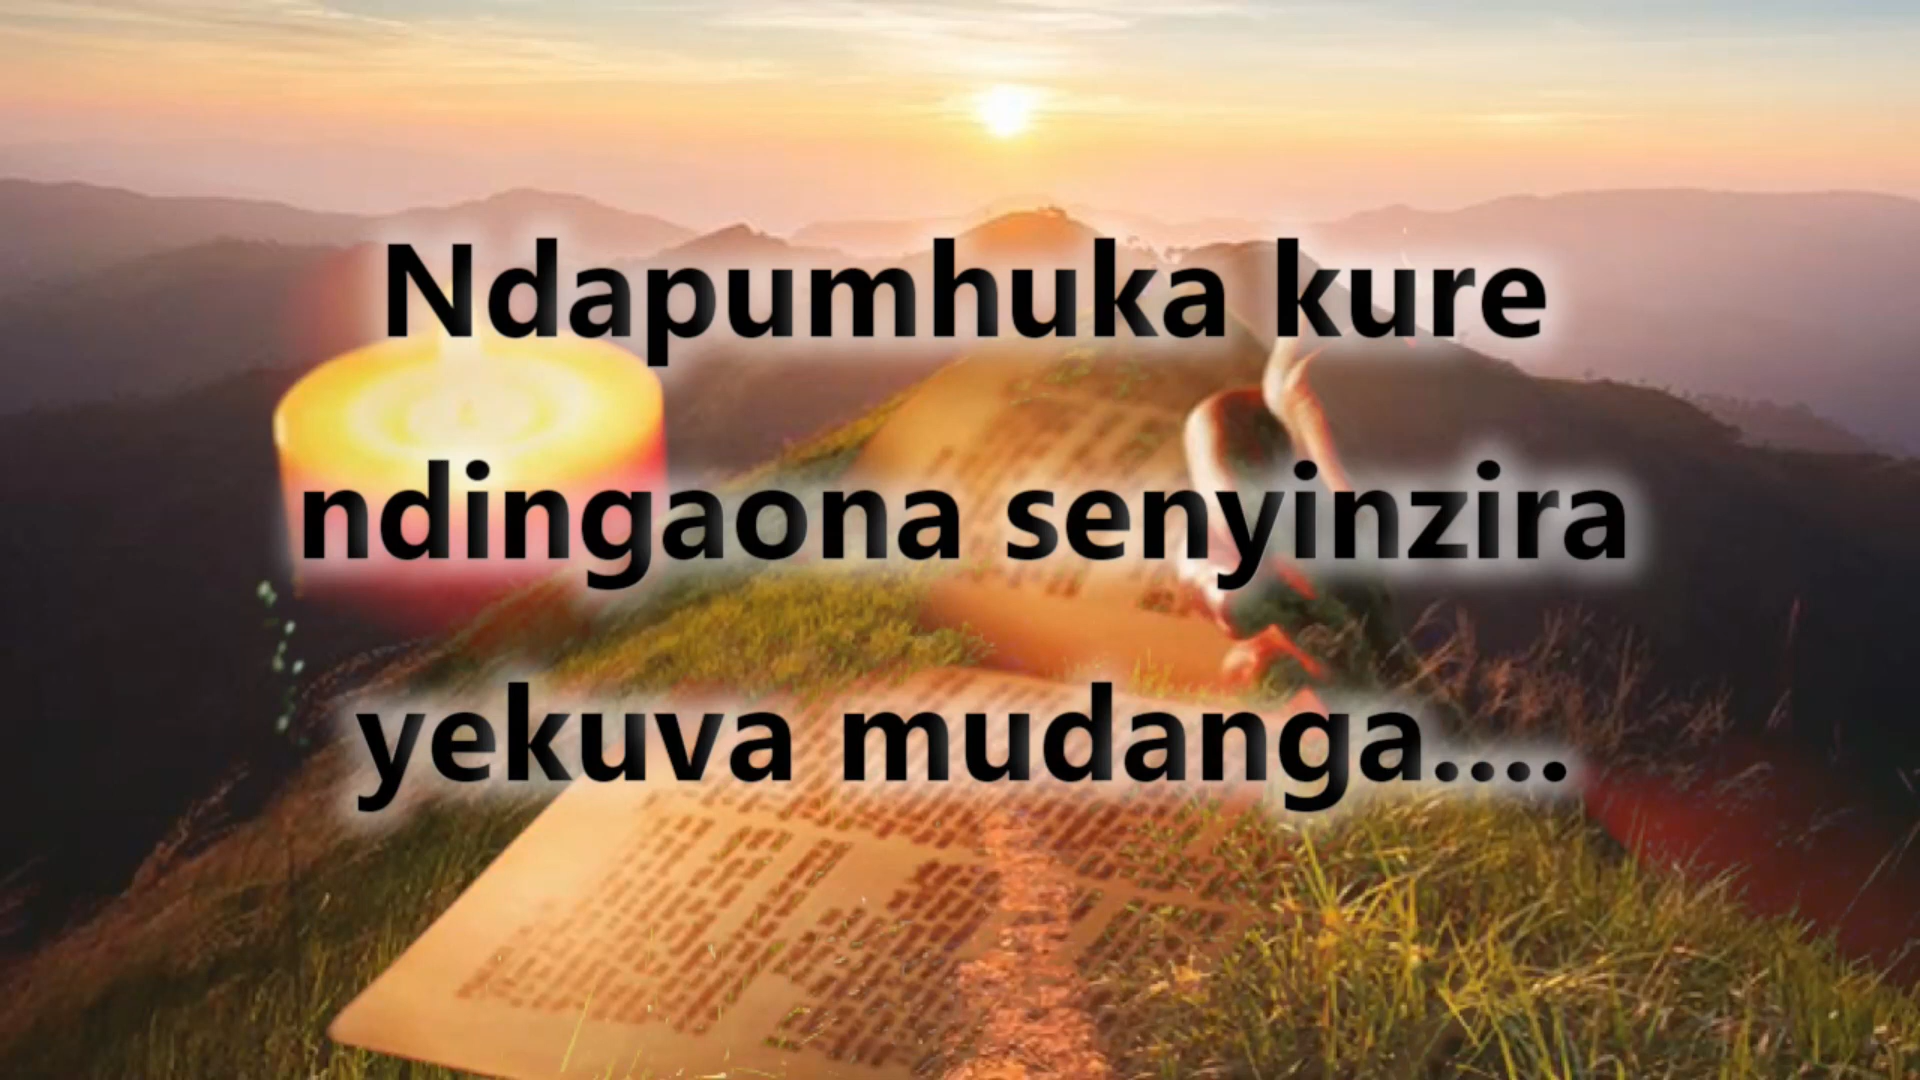 Ndapumhuka kure
ndingaona senyinzira
yekuva mudanga....